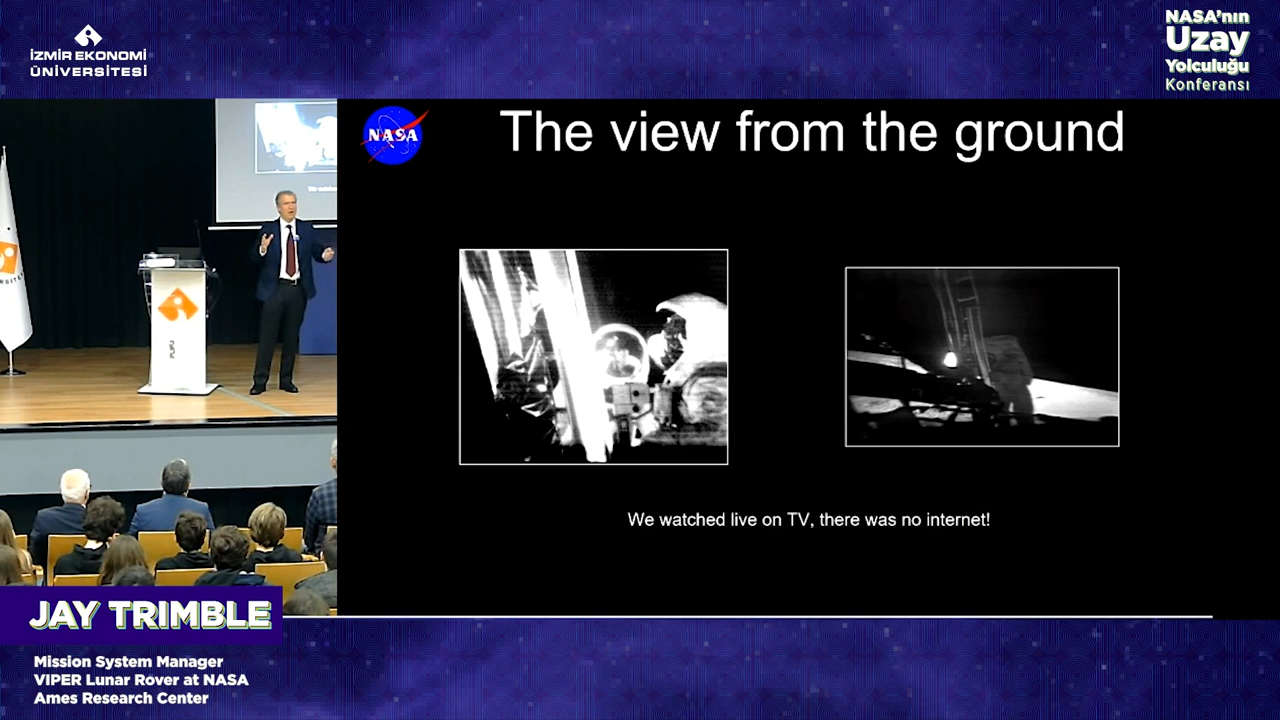 İZMİR EKONOMİ
ÜNİVERSİTESİ
NASA'nın
Uzay
Yolculuğu
Konferansı
NASA
The view from the ground
We watched live on TV, there was no internet!
JAY TRIMBLE
Mission System Manager
VIPER Lunar Rover at NASA
Ames Research Center